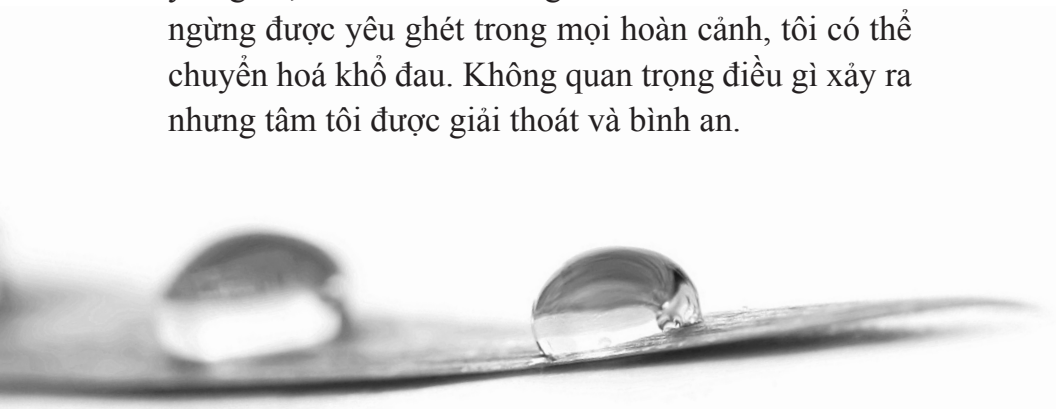 ngừng được yêu ghét trong mọi hoàn cảnh, tôi có thể
chuyển hoá khổ đau. Không quan trọng điều gì xảy ra
nhưng tâm tôi được giải thoát và bình an.